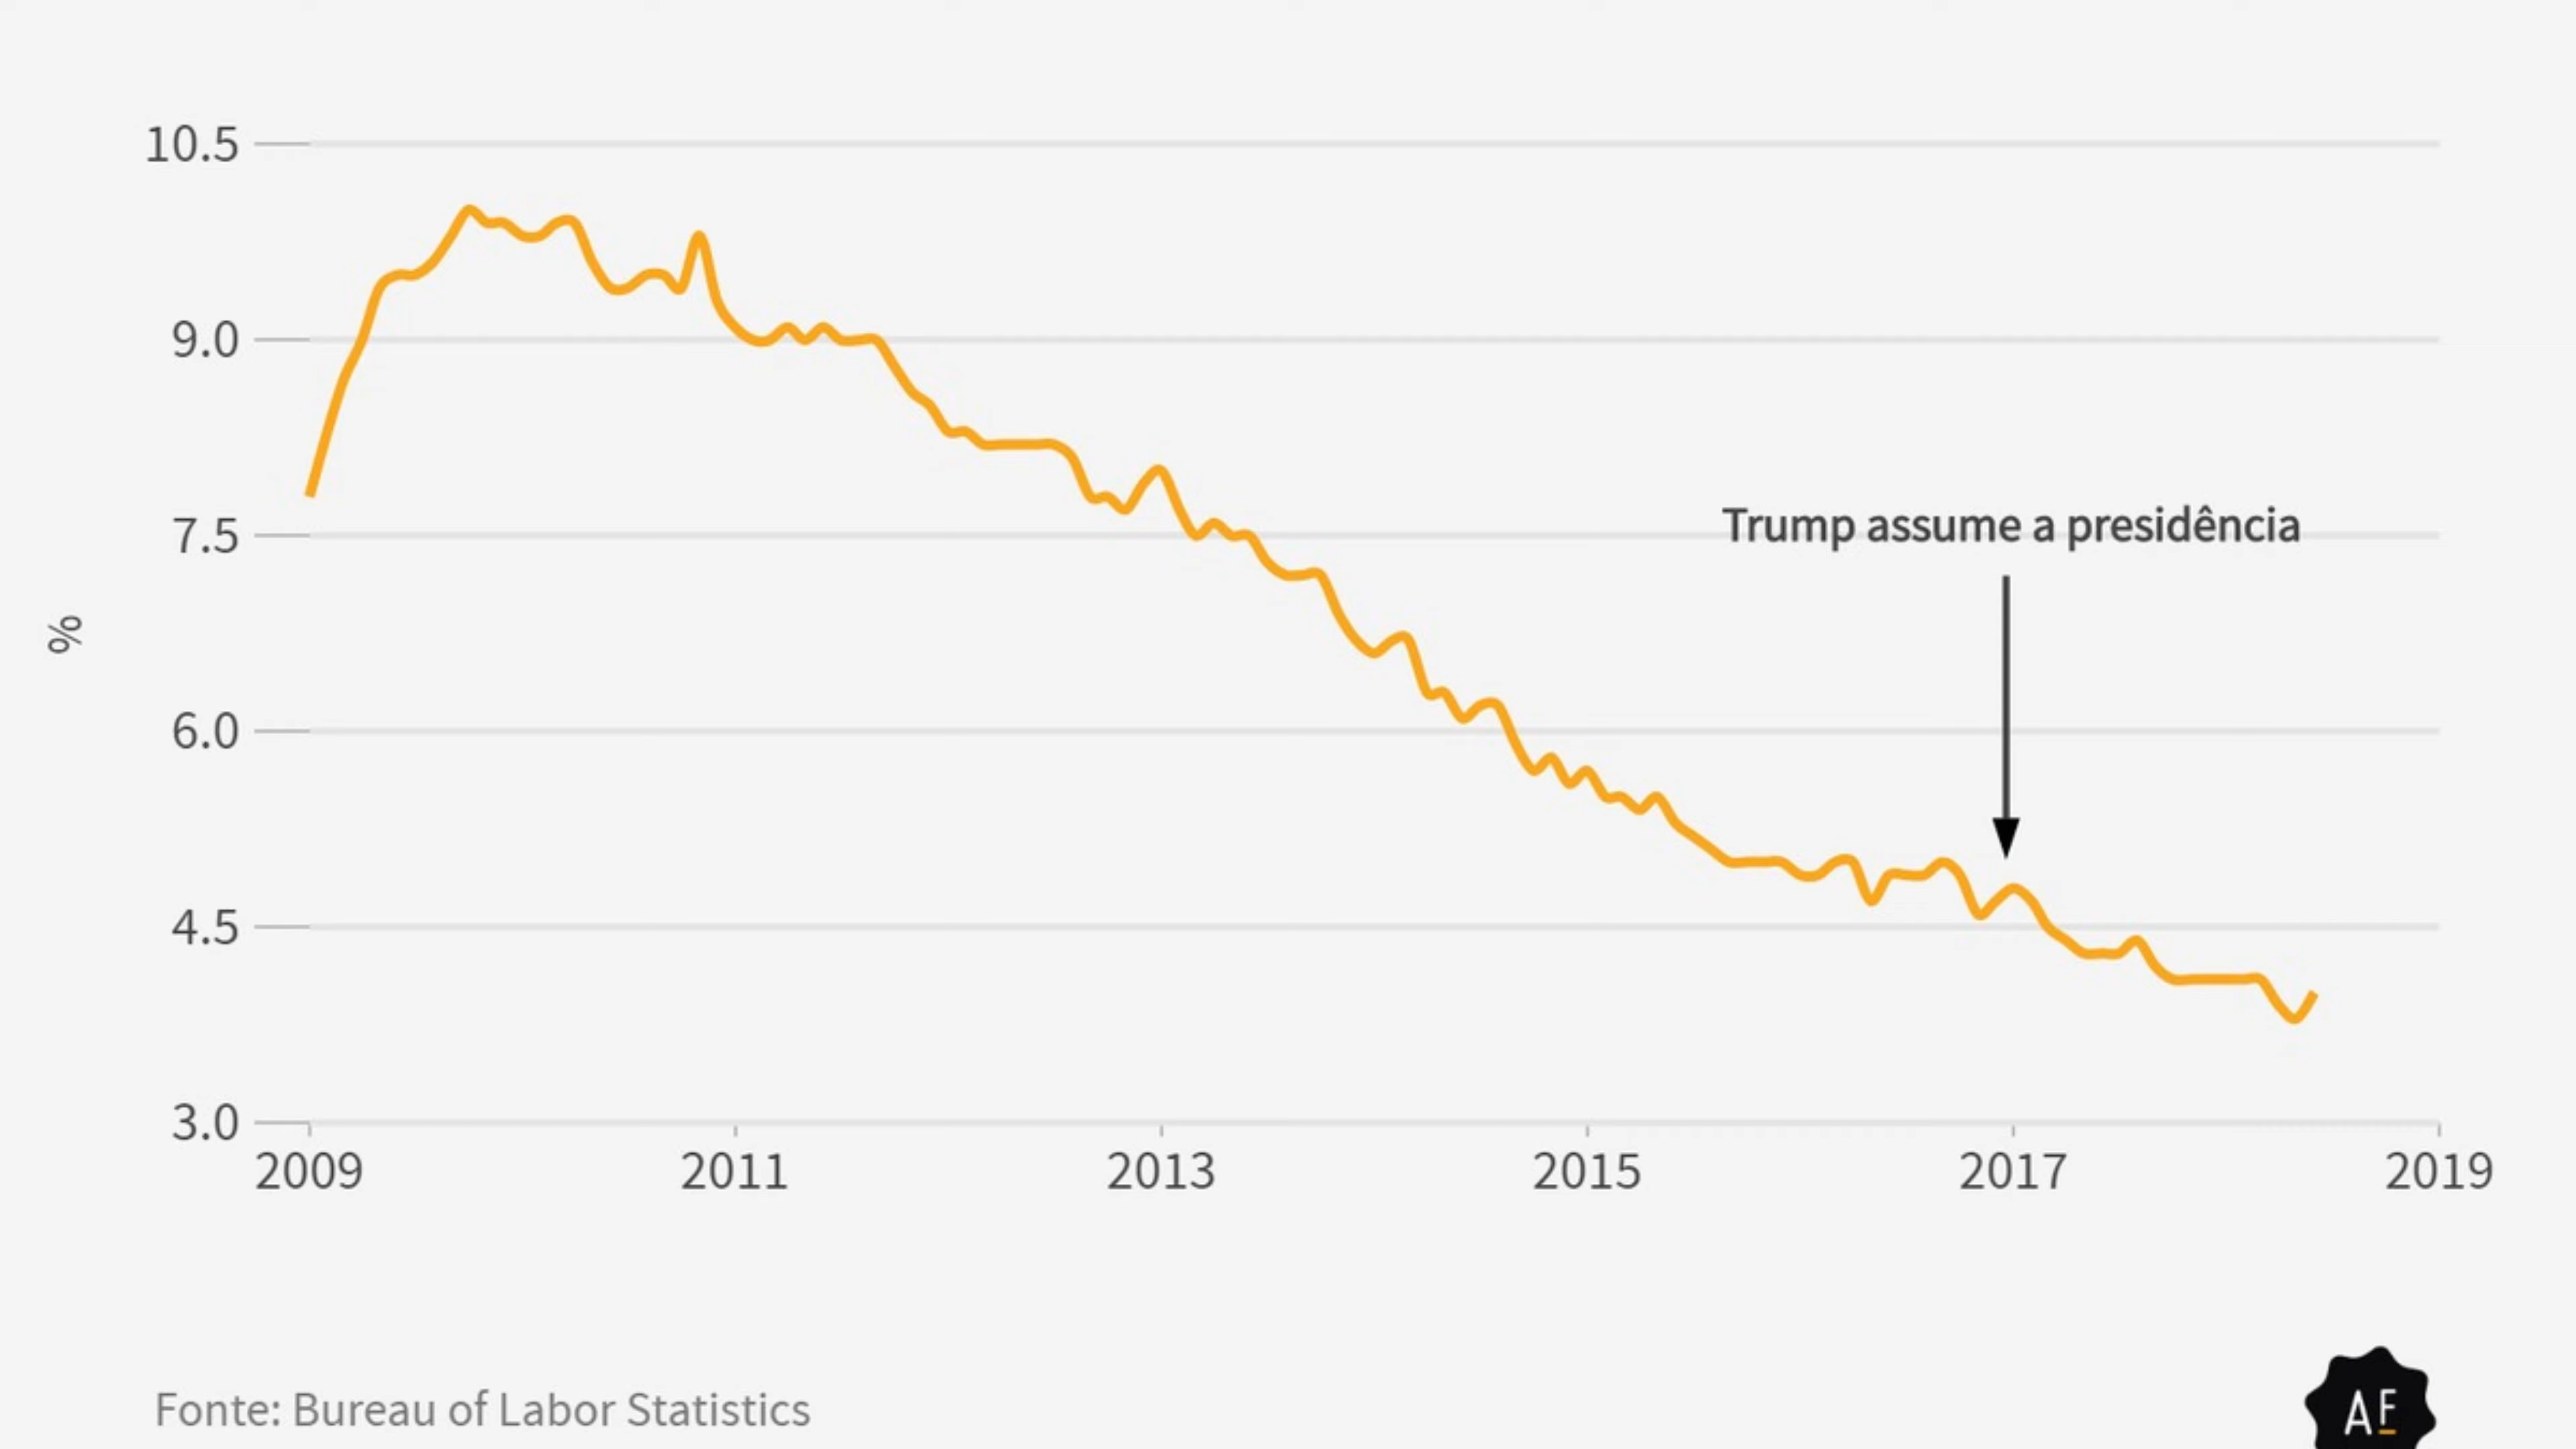 10.5
9.0
7.5
Trump assume a presidência
%
6.0
4.5
3.0
2009 2011 2013 2015 2017 2019
Fonte: Bureau of Labor Statistics
AF